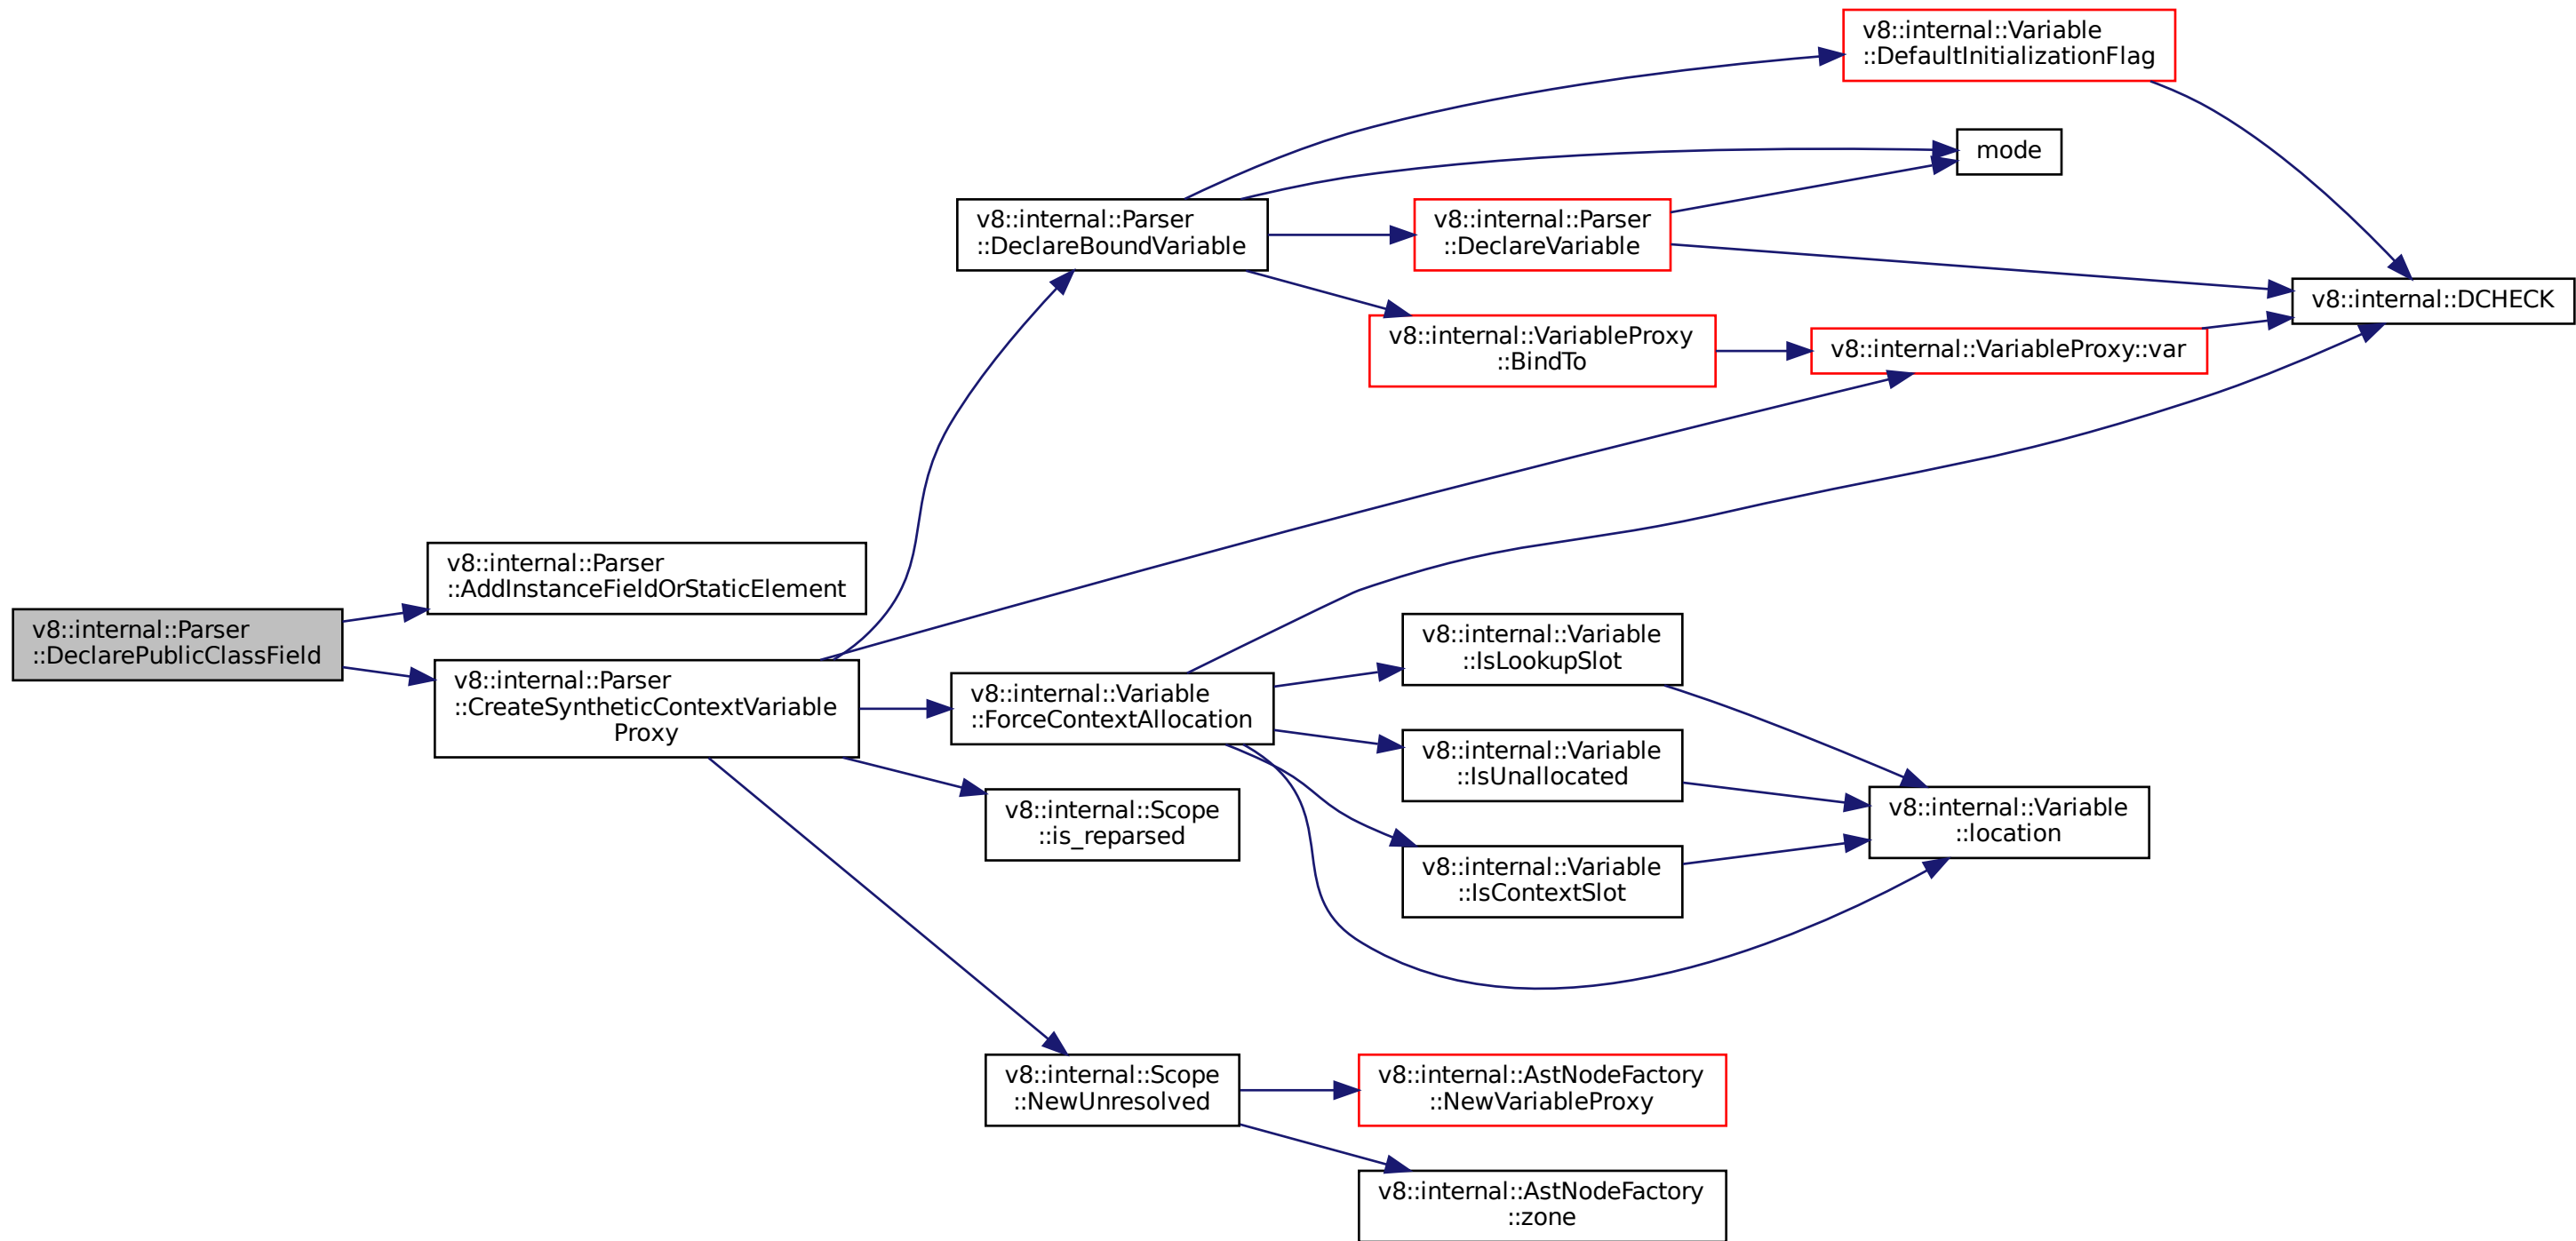 v8::internal::Parser
::DeclarePublicClassField
v8::internal::Parser
::AddInstanceFieldOrStaticElement
v8::internal::Parser
::CreateSyntheticContextVariable
Proxy
v8::internal::Parser
::DeclareBoundVariable
v8::internal::Variable
::ForceContextAllocation
v8::internal::Scope
::is_reparsed
v8::internal::Scope
::NewUnresolved
v8::internal::Variable
::DefaultInitializationFlag
mode
v8::internal::Parser
::DeclareVariable
v8::internal::VariableProxy
::BindTo
v8::internal::VariableProxy::var
v8::internal::DCHECK
v8::internal::Variable
::IsLookupSlot
v8::internal::Variable
::IsUnallocated
v8::internal::Variable
::IsContextSlot
v8::internal::Variable
::location
v8::internal::AstNodeFactory
::NewVariableProxy
v8::internal::AstNodeFactory
::zone